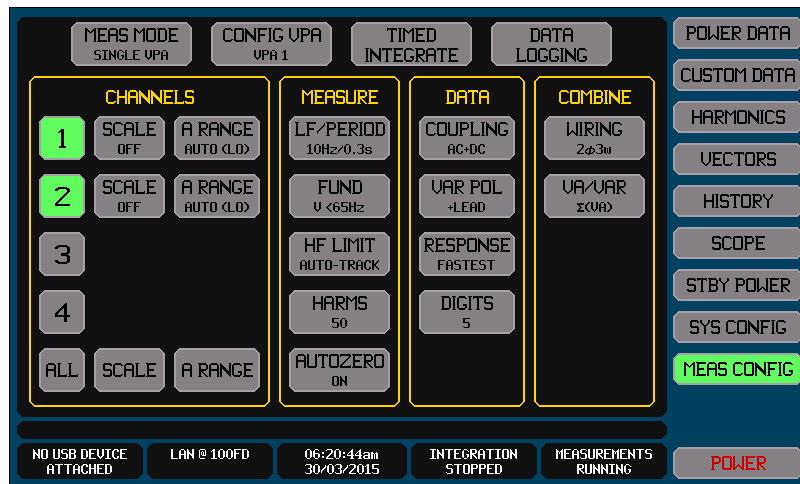 MEAS MODE
SINGLE VPA
CONFIG VPA
VPA 1
TIMED
INTEGRATE
DATA
LOGGING
CHANNELS
1
SCALE
OFF
A RANGE
AUTO (LO)
2
SCALE
OFF
A RANGE
AUTO (LO)
3
4
ALL
SCALE
A RANGE
MEASURE
LF/PERIOD
10Hz/0.3s
FUND
V <65Hz
HF LIMIT
AUTO-TRACK
HARMS
50
AUTOZERO
ON
DATA
COUPLING
AC+DC
VAR POL
+LEAD
RESPONSE
FASTEST
DIGITS
5
COMBINE
WIRING
2ϕ3w
VA/VAR
Σ(VA)
POWER DATA
CUSTOM DATA
HARMONICS
VECTORS
HISTORY
SCOPE
STBY POWER
SYS CONFIG
MEAS CONFIG
POWER
NO USB DEVICE
ATTACHED
LAN @ 100FD
06:20:44am
30/03/2015
INTEGRATION
STOPPED
MEASUREMENTS
RUNNING